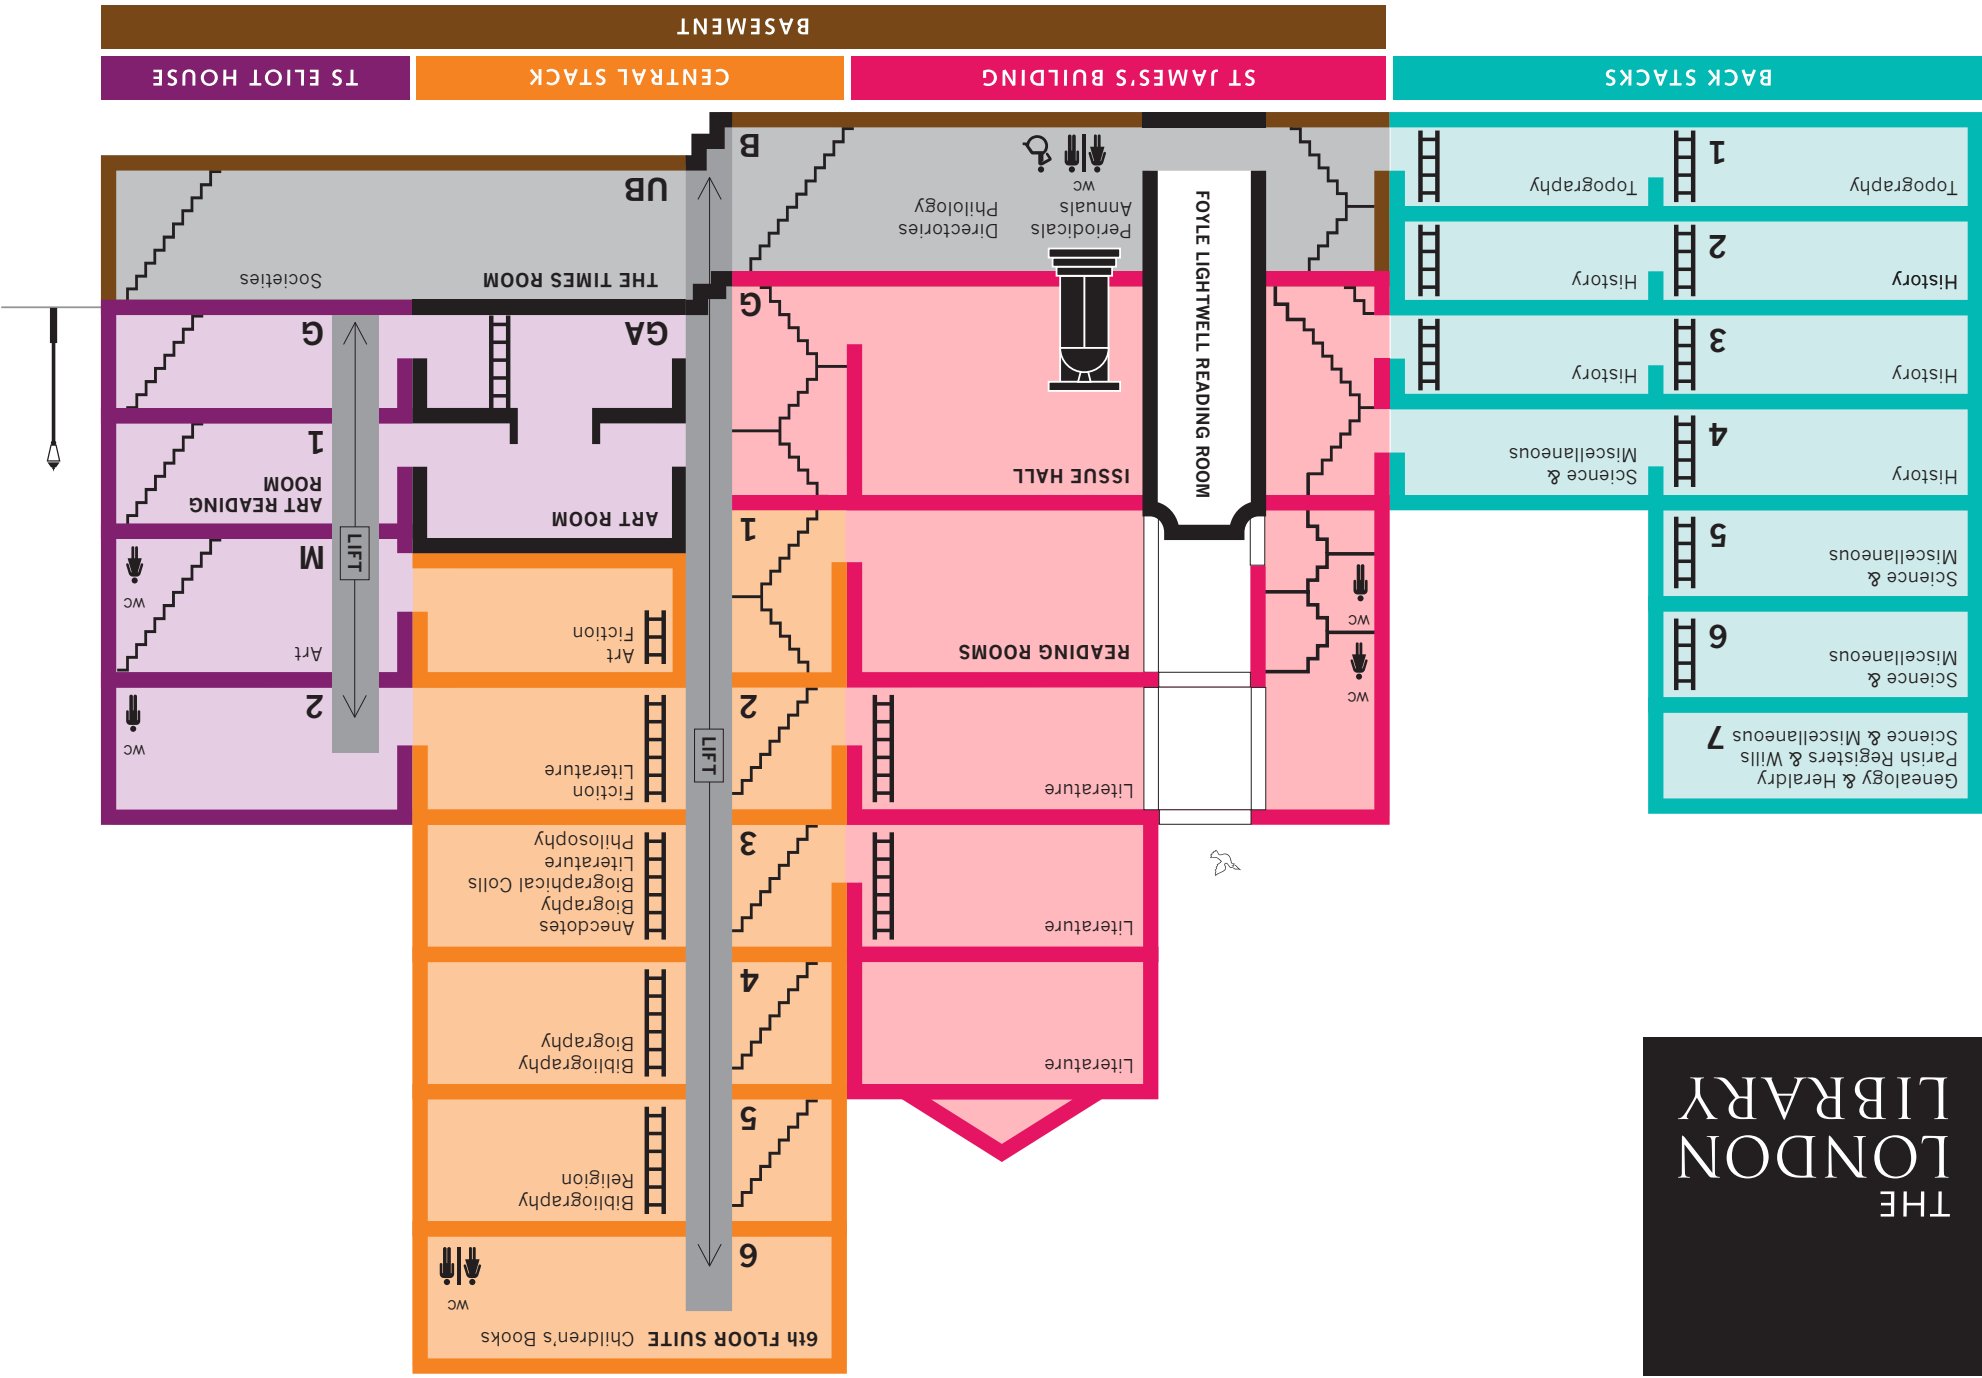 THE
LONDON
LIBRARY
6th FLOOR SUITE Children's Books
WC
6
Bibliography
Religion
5
Bibliography
Biography
4
Literature
Anecdotes
Biography
Biographical Colls
Literature
Philosophy
3
Literature
Genealogy & Heraldry
Parish Registers & Wills
Science & Miscellaneous
7
Fiction
Literature
2
LIFT
Literature
WC
2
WC
Science &
Miscellaneous
6
Art
Fiction
1
READING ROOMS
WC
Art
M
WC
LIFT
Science &
Miscellaneous
5
ART ROOM
ART READING
ROOM
1
ISSUE HALL
FOYLE LIGHTWELL READING ROOM
History
4
Science &
Miscellaneous
History
3
History
G
GA
G
History
2
History
THE TIMES ROOM
Societies
UB
Periodicals
Annuals
WC
Directories
Philology
B
Topography
1
Topography
BACK STACKS
ST JAMES'S BUILDING
CENTRAL STACK
TS ELIOT HOUSE
BASEMENT